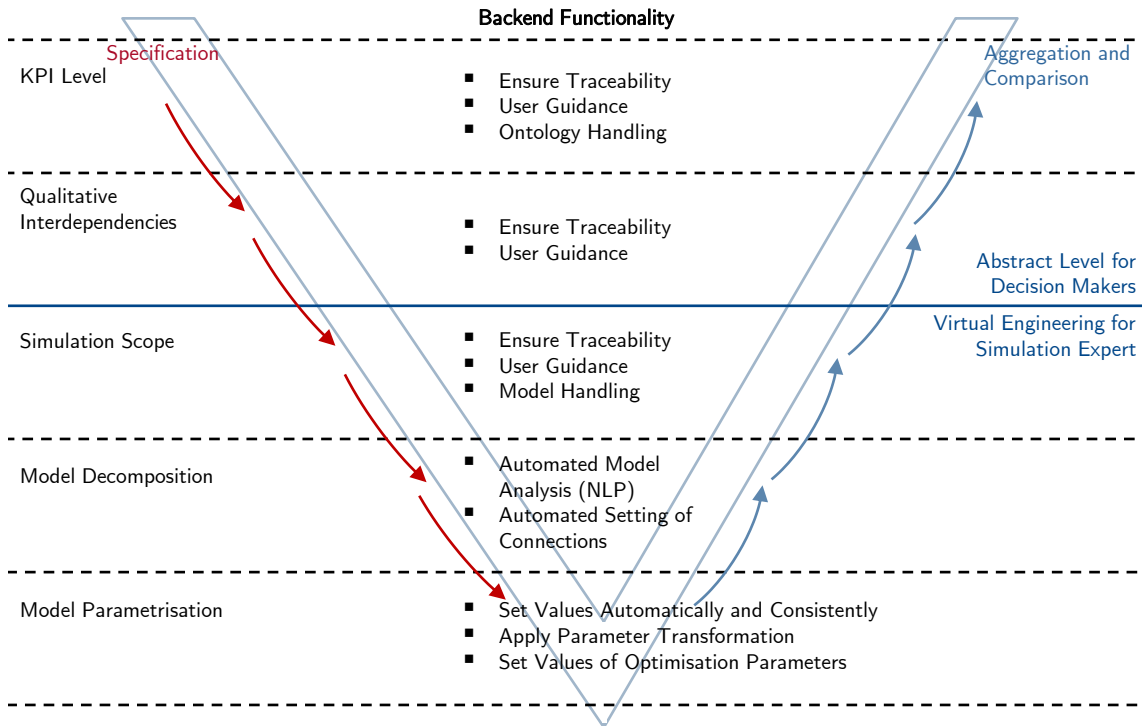 Backend Functionality
Specification
Aggregation and
Comparison
KPI Level
▪ Ensure Traceability
▪ User Guidance
▪ Ontology Handling
Qualitative
Interdependencies
▪ Ensure Traceability
▪ User Guidance
Abstract Level for
Decision Makers
Virtual Engineering for
Simulation Expert
Simulation Scope
▪ Ensure Traceability
▪ User Guidance
▪ Model Handling
Model Decomposition
▪ Automated Model
Analysis (NLP)
▪ Automated Setting of
Connections
Model Parametrisation
▪ Set Values Automatically and Consistently
▪ Apply Parameter Transformation
▪ Set Values of Optimisation Parameters